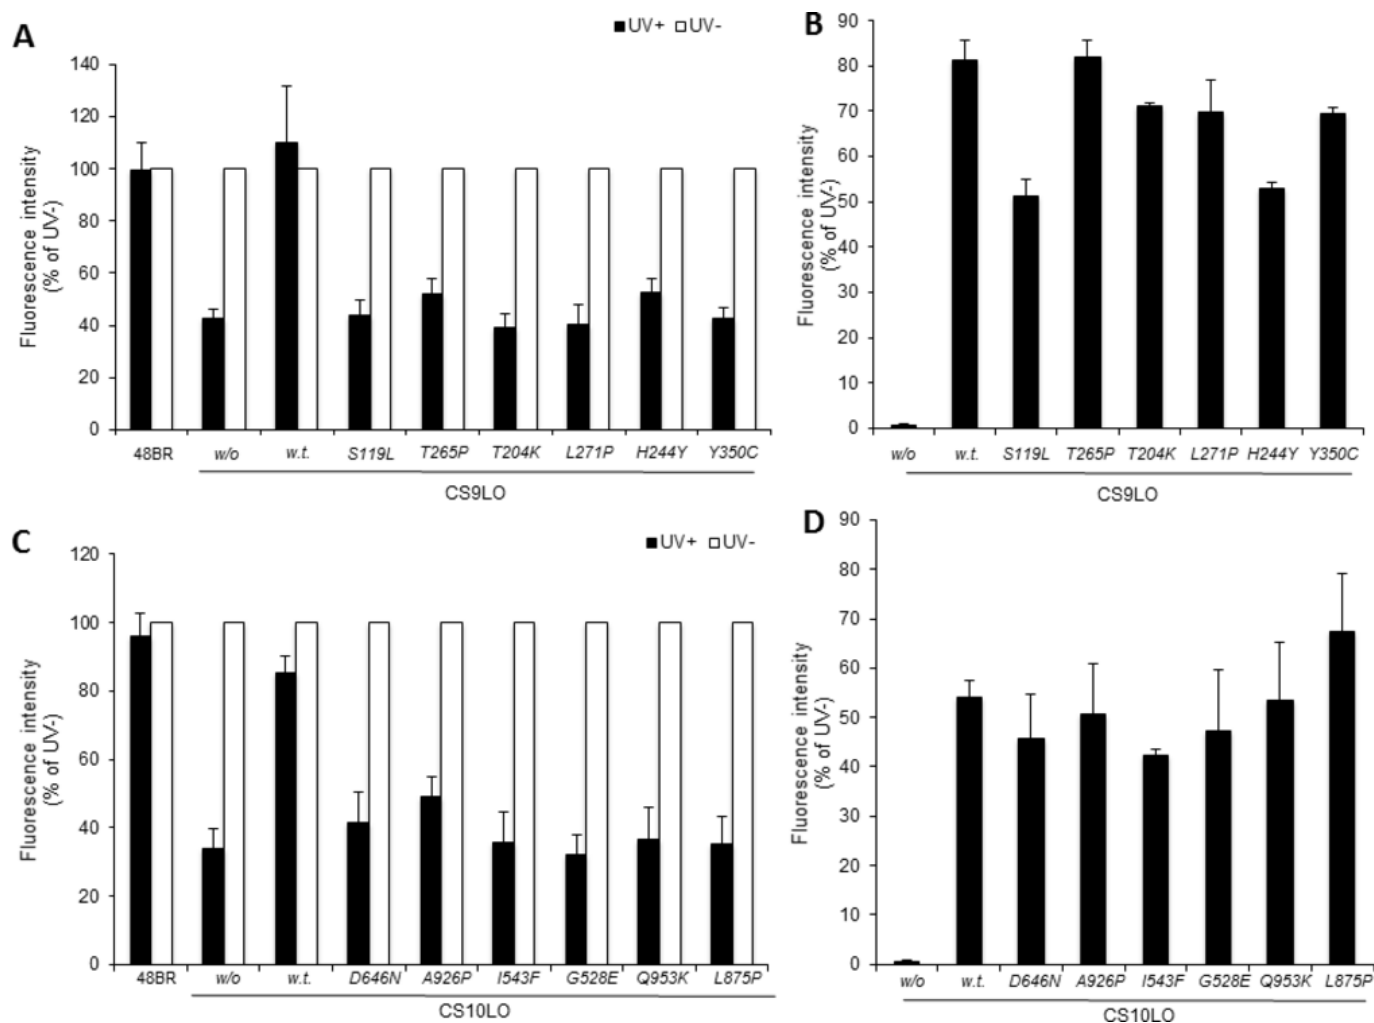 A
■UV+ □UV-
Fluorescence intensity
(% of UV-)
140
120
100
80
60
40
20
0
48BR w/o w.t. S119L T265P T204K L271P H244Y Y350C
CS9LO
B
Fluorescence intensity
(% of UV-)
90
80
70
60
50
40
30
20
10
0
w/o w.t. S119L T265P T204K L271P H244Y Y350C
CS9LO
C
■UV+ □UV-
Fluorescence intensity
(% of UV-)
120
100
80
60
40
20
0
48BR w/o w.t. D646N A926P I543F G528E Q953K L875P
CS10LO
D
Fluorescence intensity
(% of UV-)
90
80
70
60
50
40
30
20
10
0
w/o w.t. D646N A926P I543F G528E Q953K L875P
CS10LO